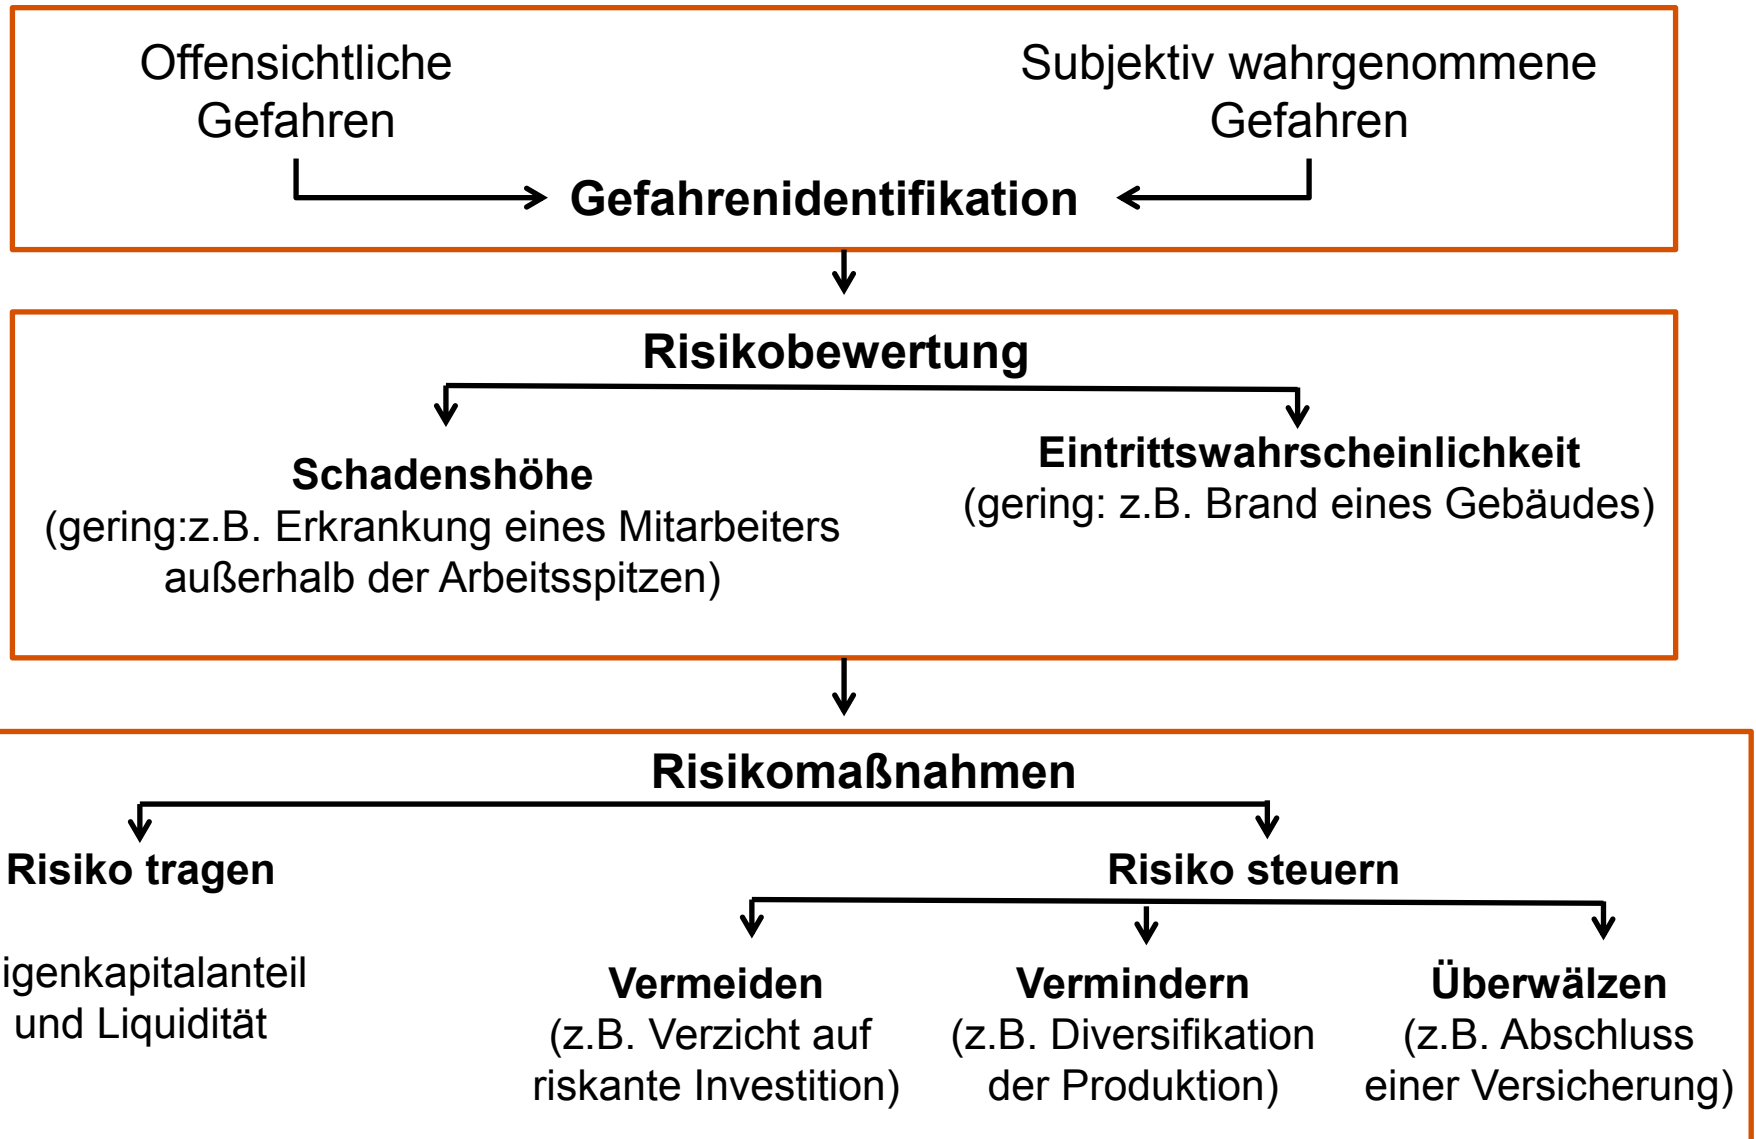 Offensichtliche
Gefahren
Subjektiv wahrgenommene
Gefahren
Gefahrenidentifikation
Risikobewertung
Schadenshöhe
(gering:z.B. Erkrankung eines Mitarbeiters
außerhalb der Arbeitsspitzen)
Eintrittswahrscheinlichkeit
(gering: z.B. Brand eines Gebäudes)
Risikomaßnahmen
Risiko tragen
igenkapitalanteil
und Liquidität
Risiko steuern
Vermeiden
(z.B. Verzicht auf
riskante Investition)
Vermindern
(z.B. Diversifikation
der Produktion)
Überwälzen
(z.B. Abschluss
einer Versicherung)